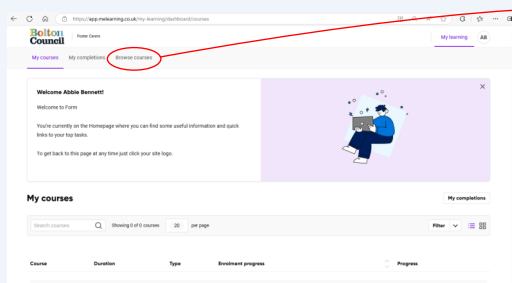 https://app.melearning.co.uk/my-learning/dashboard/courses
Bolton Council
Foster Carers
My learning
AB
My courses My completions Browse courses
Welcome Abbie Bennett!
Welcome to Form
You're currently on the Homepage where you can find some useful information and quick
links to your top tasks.
To get back to this page at any time just click your site logo.
My courses
My completions
Search courses
Showing 0 of 0 courses 20 per page
Filter
Course Duration Type Enrolment progress Progress